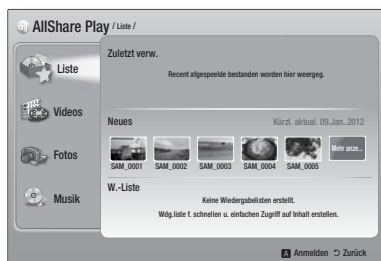 AllShare Play / Liste /
Liste
Videos
Fotos
Musik
Zuletzt verw.
Recent afgespeelde bestanden worden hier weergeg.
Neues
Kürzl. aktual. 09.Jan..2012
SAM_0001 SAM_0002 SAM_0003 SAM_0004 SAM_0005 Mehr anze...
W.-Liste
Keine Wiedergabelisten erstellt.
Wdg.liste f. schnellen u. einfachen Zugriff auf Inhalt erstellen.
A Anmelden Zurück